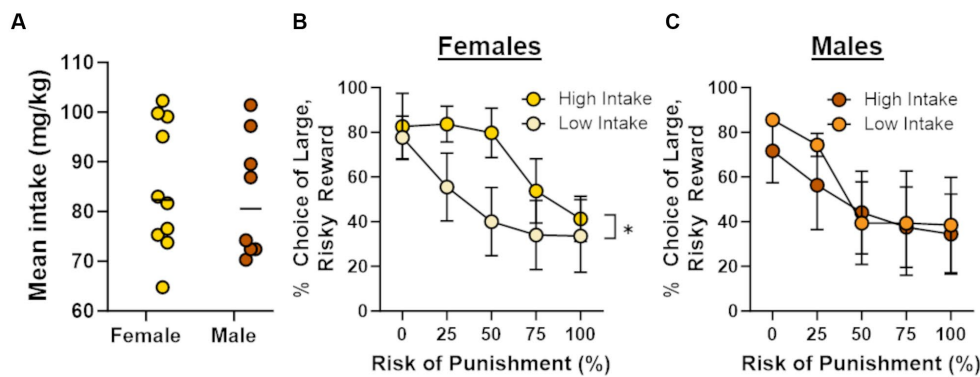 A
Mean intake (mg/kg)
110
100
90
80
70
60
Female
Male
B
Females
% Choice of Large,
Risky Reward
100
80
60
40
20
0
High Intake
Low Intake
*
0 25 50 75 100
Risk of Punishment (%)
C
Males
% Choice of Large,
Risky Reward
100
80
60
40
20
0
High Intake
Low Intake
0 25 50 75 100
Risk of Punishment (%)